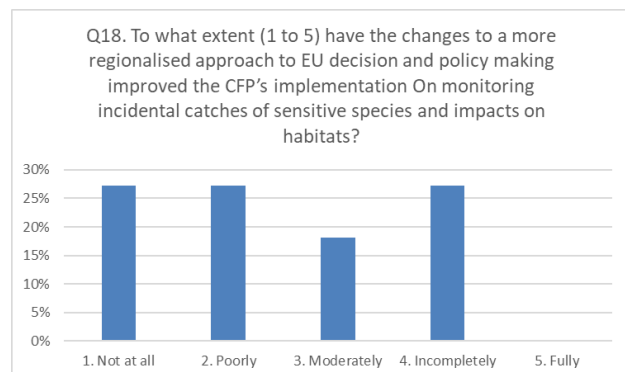 Q18. To what extent (1 to 5) have the changes to a more
regionalised approach to EU decision and policy making
improved the CFP's implementation On monitoring
incidental catches of sensitive species and impacts on
habitats?
30%
25%
20%
15%
10%
5%
0%
1. Not at all 2. Poorly 3. Moderately 4. Incompletely 5. Fully